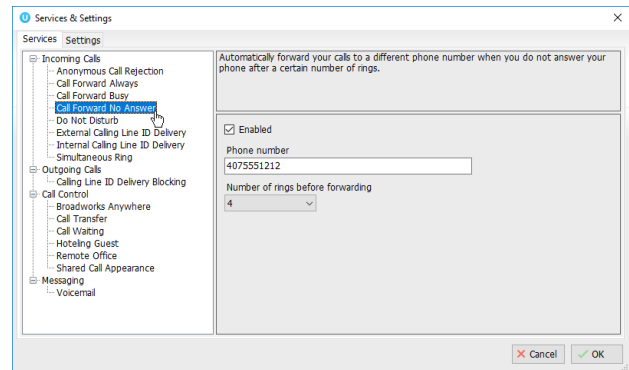 Services & Settings
Services Settings
Incoming Calls
Anonymous Call Rejection
Call Forward Always
Call Forward Busy
Call Forward No Answer
Do Not Disturb
External Calling Line ID Delivery
Internal Calling Line ID Delivery
Simultaneous Ring
Outgoing Calls
Calling Line ID Delivery Blocking
Call Control
Broadworks Anywhere
Call Transfer
Call Waiting
Hoteling Guest
Remote Office
Shared Call Appearance
Messaging
Voicemail
Automatically forward your calls to a different phone number when you do not answer your
phone after a certain number of rings.
Enabled
Phone number
4075551212
Number of rings before forwarding
4
Cancel OK